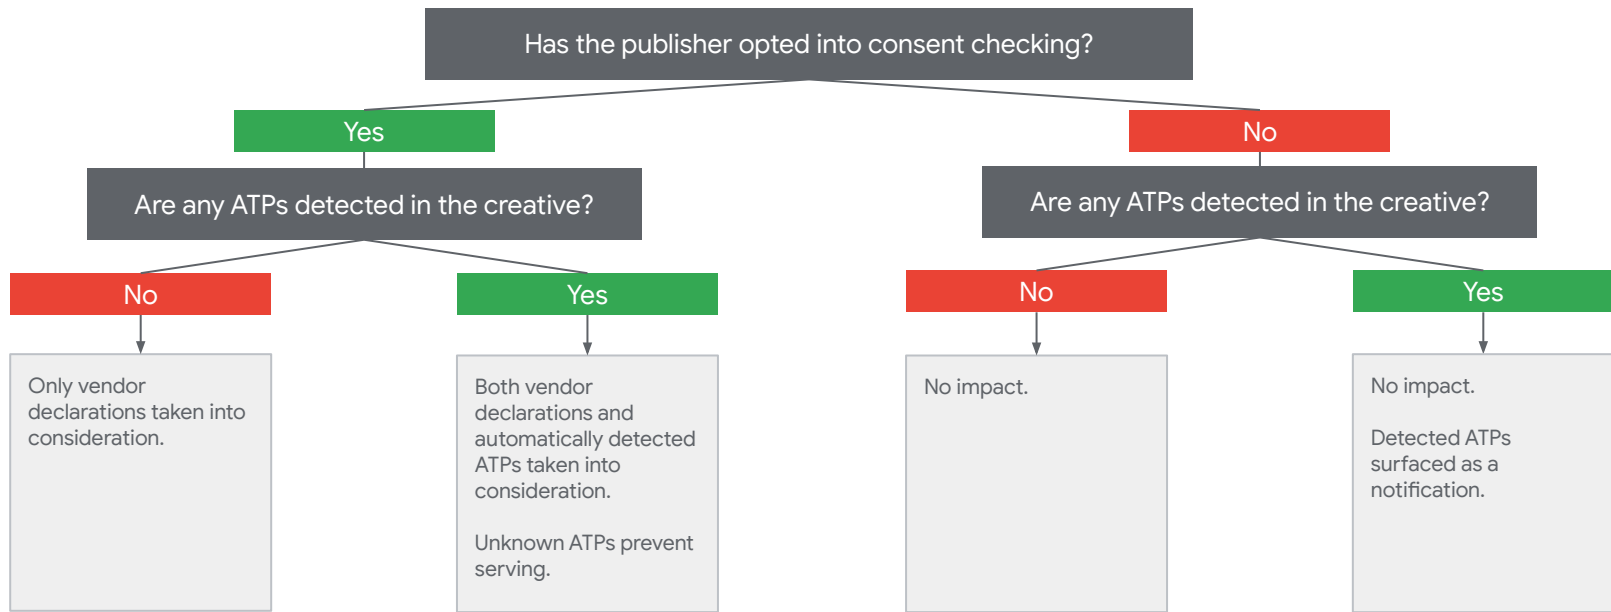 Has the publisher opted into consent checking?
Yes
No
Are any ATPs detected in the creative?
Are any ATPs detected in the creative?
No
Yes
No
Yes
Only vendor
declarations taken into
consideration.
Both vendor
declarations and
automatically detected
ATPs taken into
consideration.
Unknown ATPs prevent
serving.
No impact.
No impact.
Detected ATPs
surfaced as a
notification.